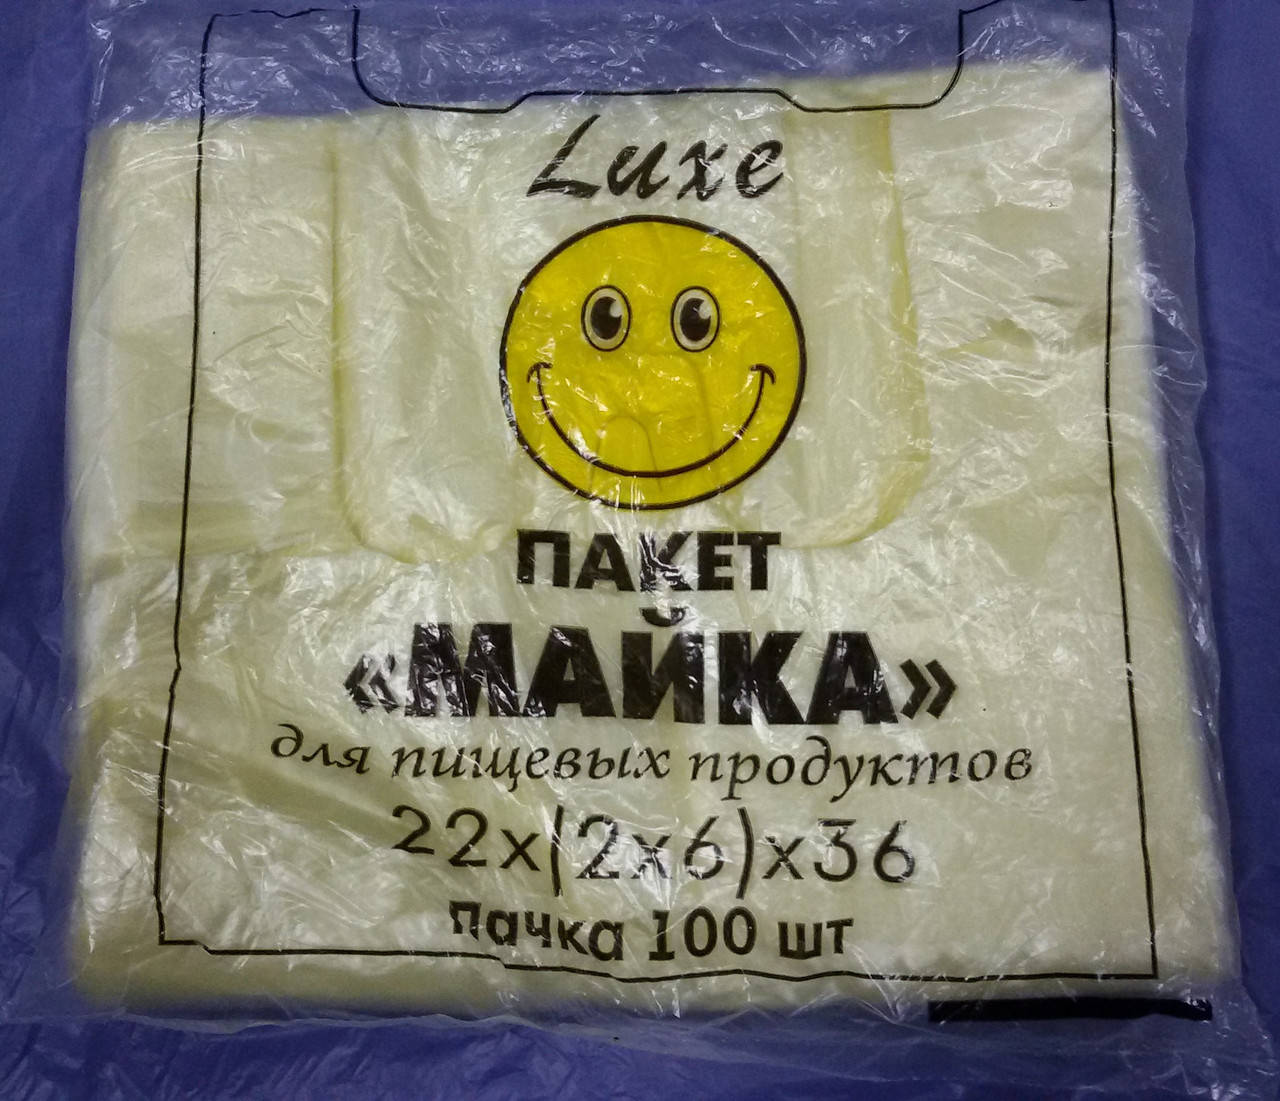 Luxe
ПАКЕТ
«МАЙКА»
для пищевых продуктов
22x(2x6)x36
пачка 100 шт